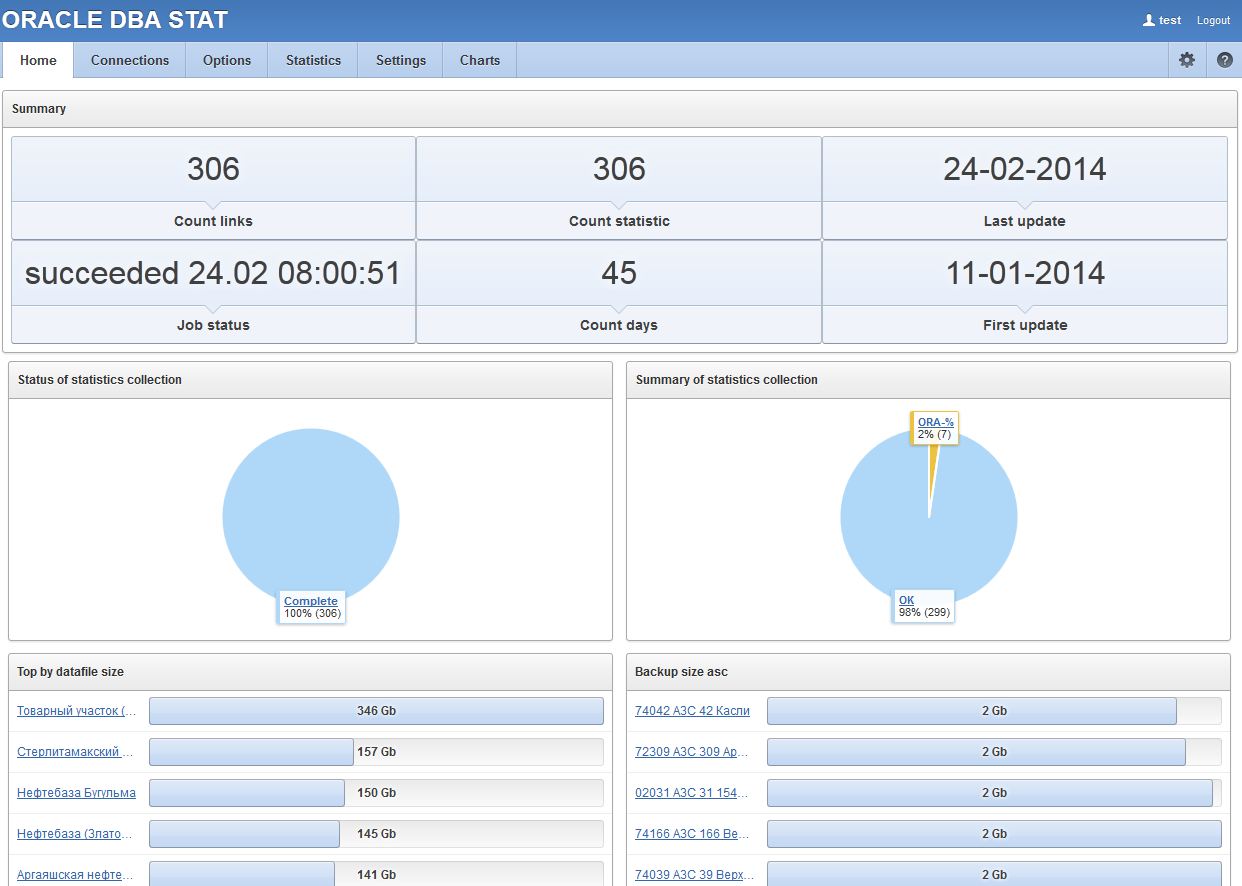 ORACLE DBA STAT
test Logout
Home Connections Options Statistics Settings Charts
Summary
306 306 24-02-2014
Count links Count statistic Last update
succeeded 24.02 08:00:51 45 11-01-2014
Job status Count days First update
Status of statistics collection
Complete
100% (306)
Summary of statistics collection
ORA-%
2% (7)
OK
98% (299)
Top by datafile size
Товарный участок (... 346 Gb
Стерлитамакский ... 157 Gb
Нефтебаза Бугульма 150 Gb
Нефтебаза (Злато... 145 Gb
Аргаяшская нефте... 141 Gb
Backup size asc
74042 АЗС 42 Касли 2 Gb
72309 АЗС 309 Ар... 2 Gb
02031 АЗС 31 154... 2 Gb
74166 АЗС 166 Ве... 2 Gb
74039 АЗС 39 Верх... 2 Gb